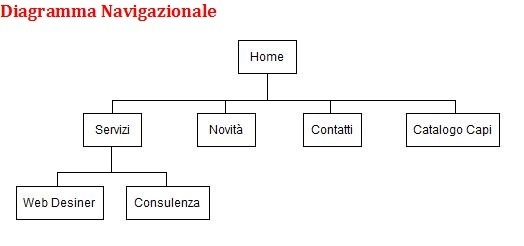 Diagramma Navigazionale
Home
Servizi
Novità
Contatti
Catalogo Capi
Web Desiner
Consulenza